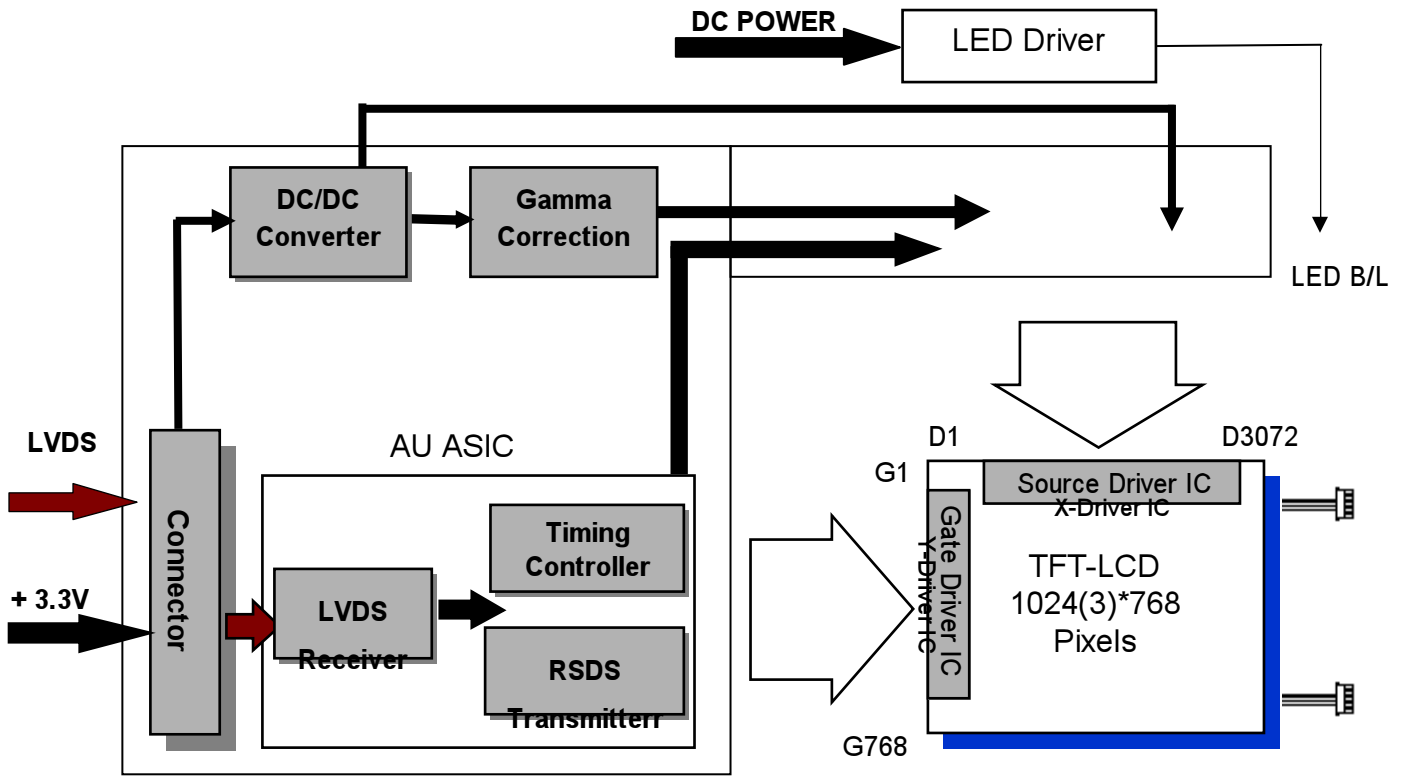 DC POWER
LED Driver
DC/DC
Converter
Gamma
Correction
LED B/L
LVDS
AU ASIC
D1
D3072
G1
Source Driver IC
X-Driver IC
Connector
Timing
Controller
Gate Driver IC
Y-Driver IC
TFT-LCD
1024(3)*768
Pixels
+ 3.3V
LVDS
Receiver
RSDS
Transmitterr
G768